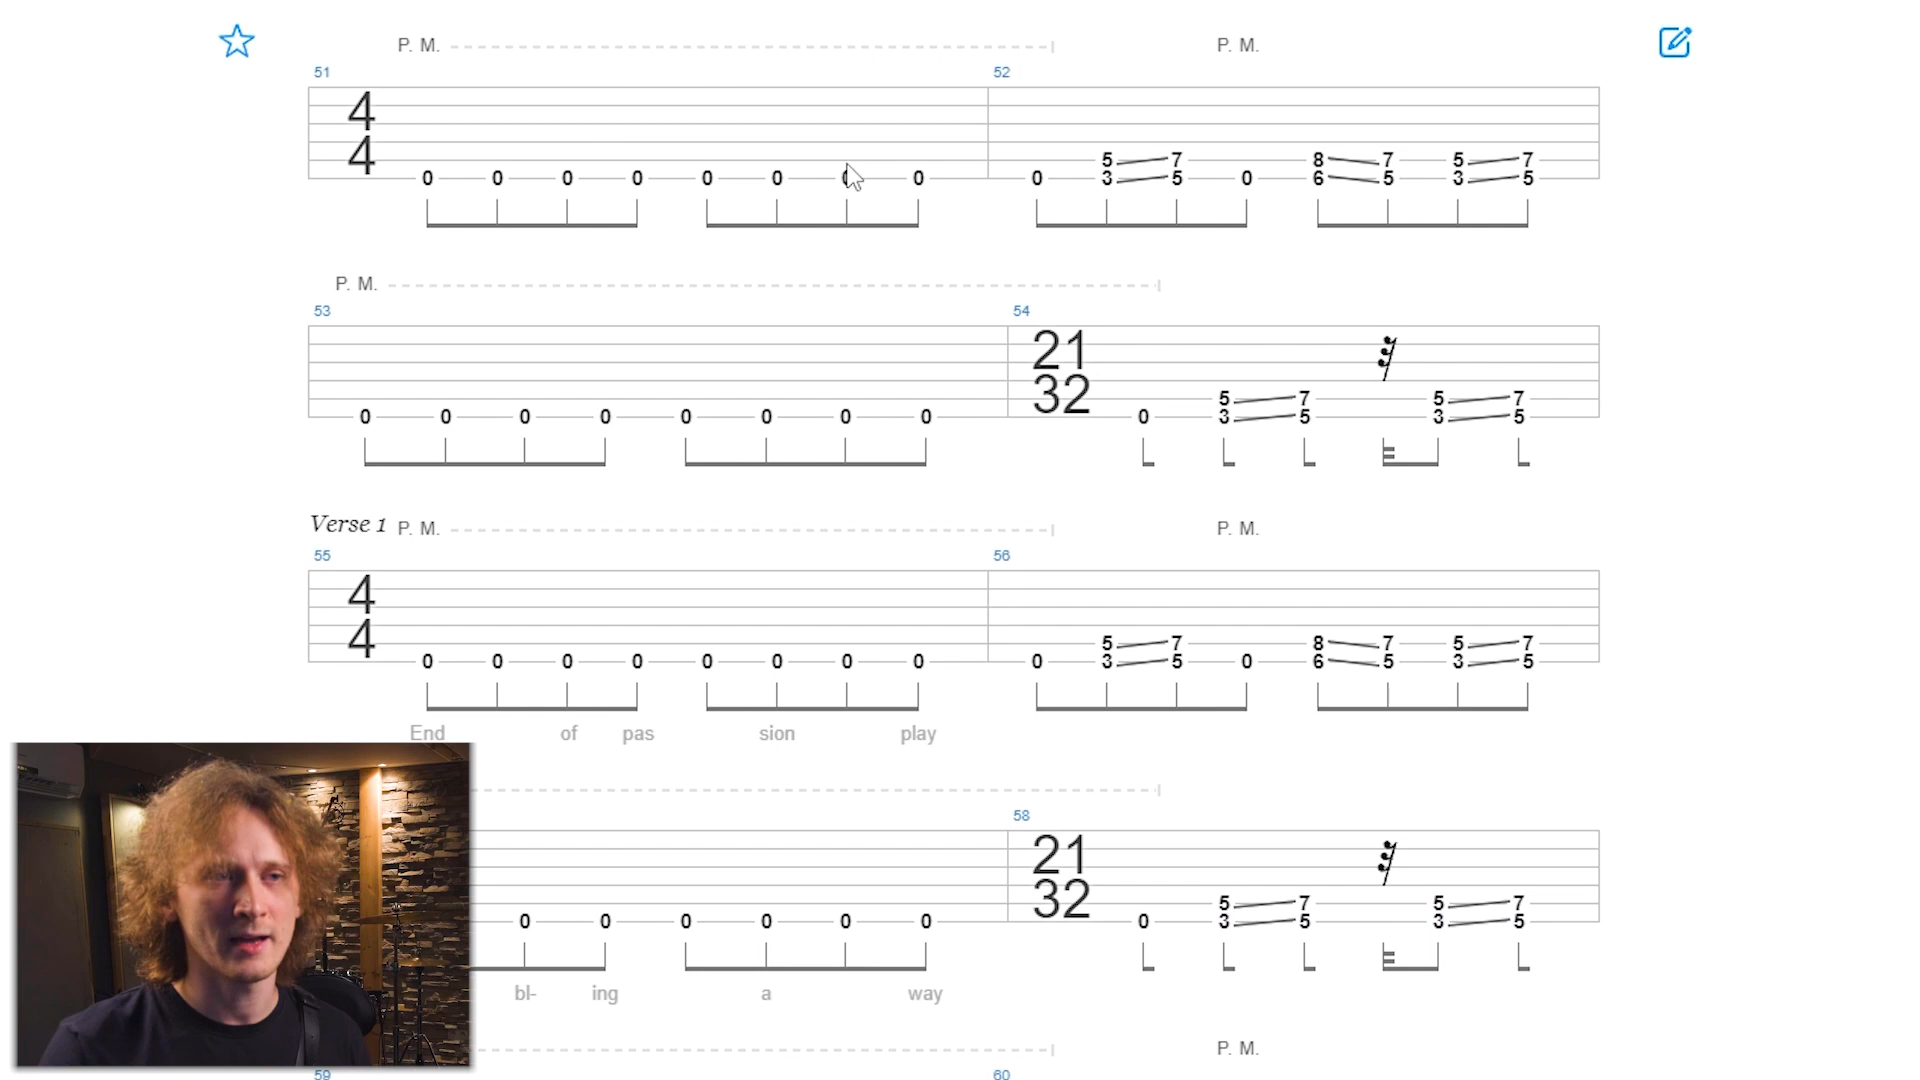 P. M. P. M.
51 52
4
4
5 7 8 7 5 7
0 0 0 0 0 0 0 0 3 5 0 6 5 3 5
P. M.
53 54
21
32
5 7 5 7
0 0 0 0 0 0 0 0 0 3 5 3 5
Verse 1 P. M. P. M.
55 56
4
4
5 7 8 7 5 7
0 0 0 0 0 0 0 0 0 3 5 0 6 5 3 5
End of pas sion play
58
21
32
5 7 5 7
0 0 0 0 0 0 0 3 5 3 5
bl- ing a way
P. M.
59 60